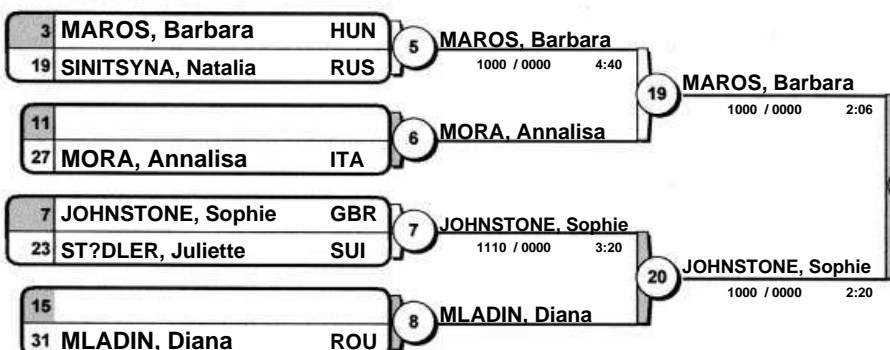 3 MAROS, Barbara HUN
19 SINITSYNA, Natalia RUS
5
MAROS, Barbara
1000 / 0000 4:40
11
27 MORA, Annalisa ITA
6
MORA, Annalisa
19
MAROS, Barbara
1000 / 0000 2:06
7 JOHNSTONE, Sophie GBR
23 ST?DLER, Juliette SUI
7
JOHNSTONE, Sophie
1110 / 0000 3:20
15
31 MLADIN, Diana ROU
8
MLADIN, Diana
20
JOHNSTONE, Sophie
1000 / 0000 2:20